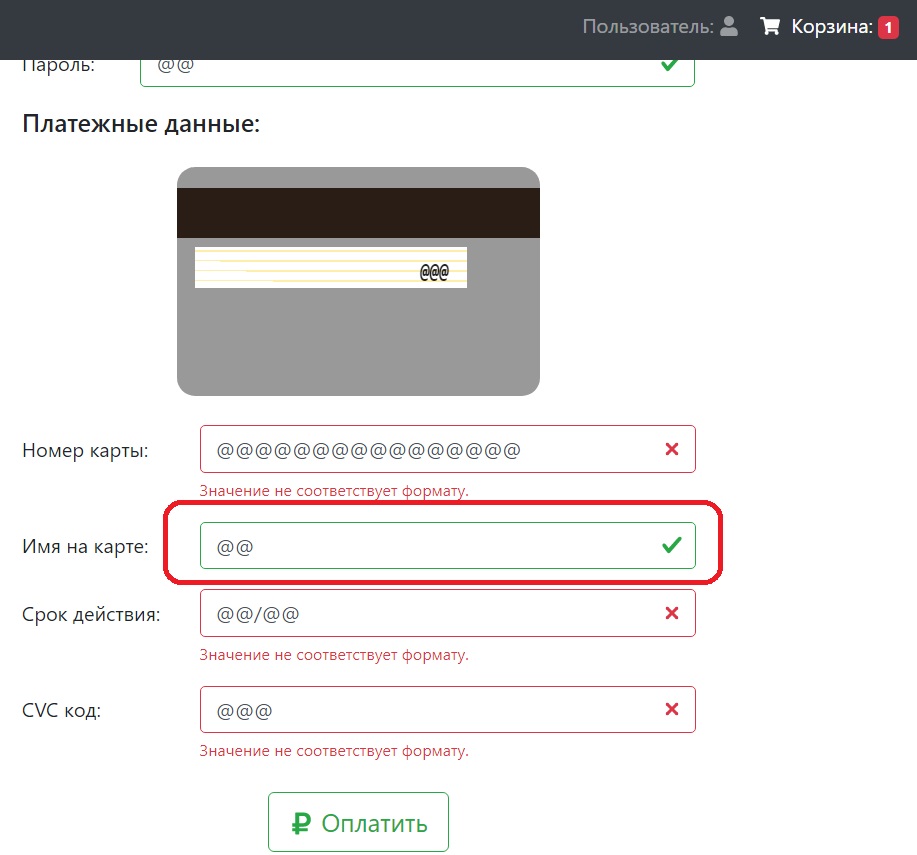 Пользователь: Корзина: 1
Пароль: @@
Платежные данные:
@@@
Номер карты: @@@@@@@@@@@@@@@@
Значение не соответствует формату.
Имя на карте: @@
Срок действия: @@/@@
Значение не соответствует формату.
CVC код: @@@
Значение не соответствует формату.
₽ Оплатить